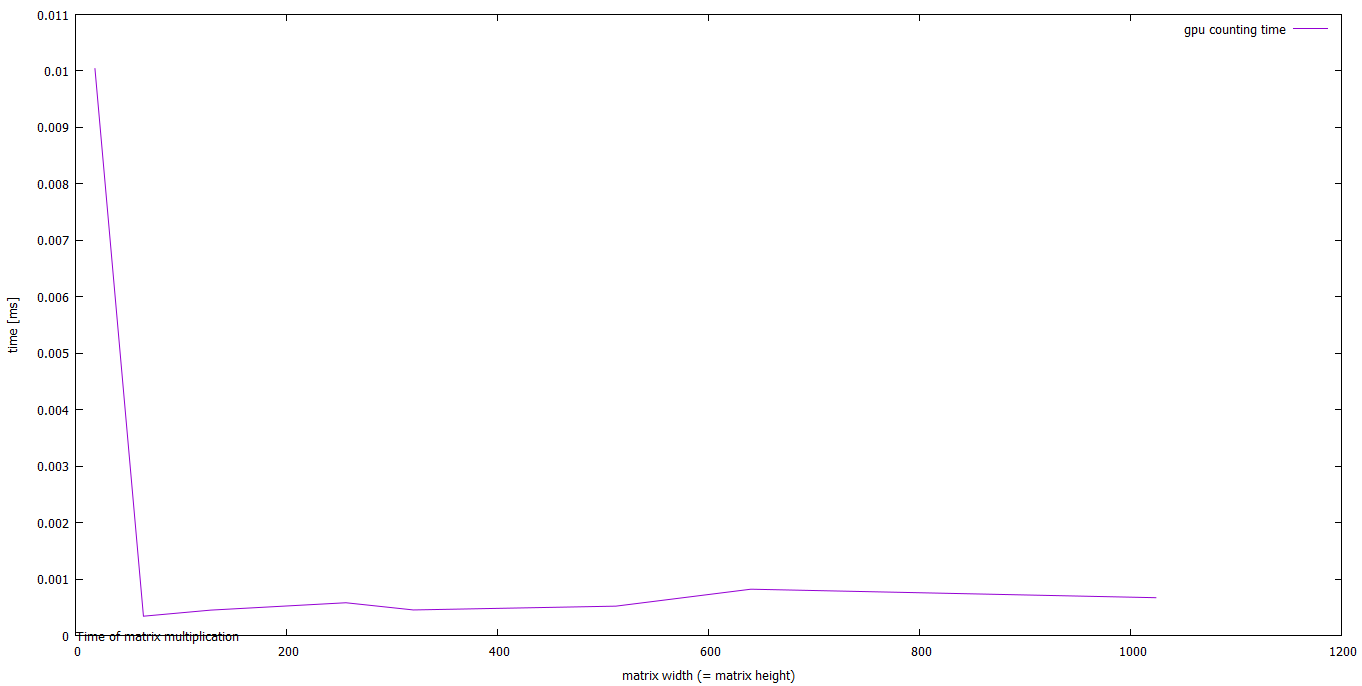 0.011
gpu counting time
0.01
0.009
0.008
0.007
0.006
time [ms]
0.005
0.004
0.003
0.002
0.001
0
Time of matrix multiplication
0 200 400 600 800 1000 1200
matrix width (= matrix height)